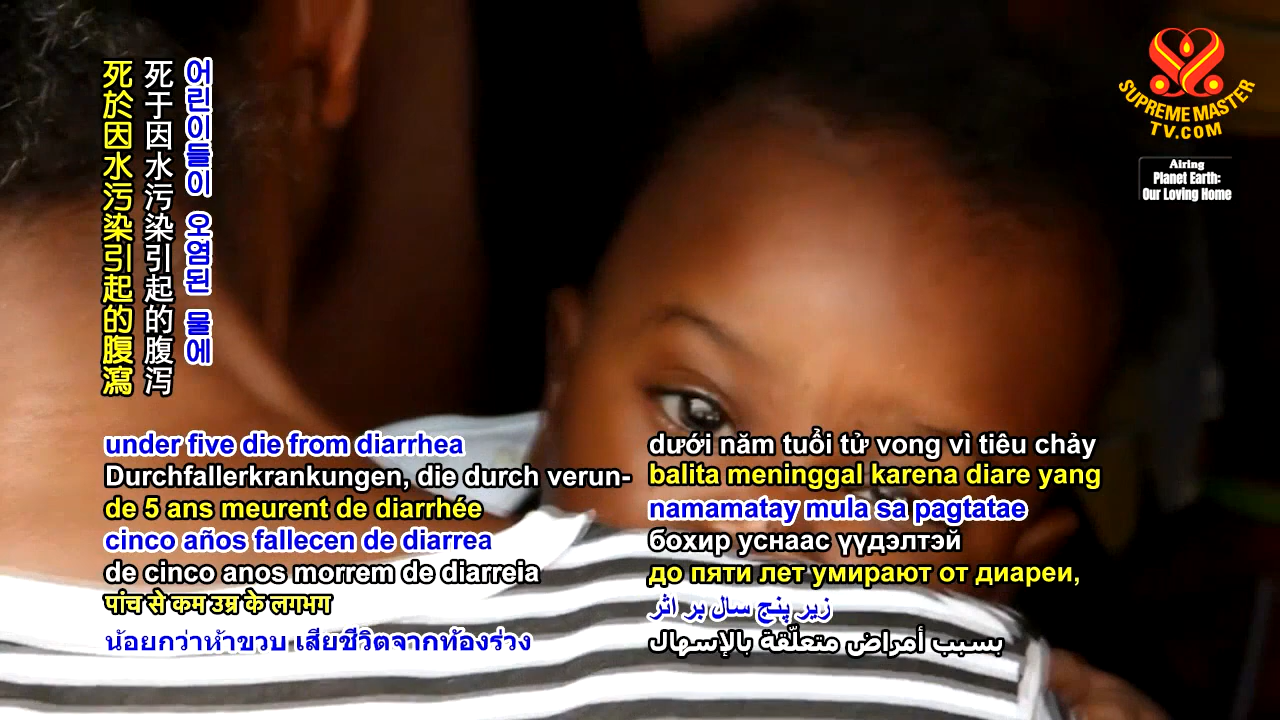 死於因水污染引起的腹瀉
死于因水污染引起的腹泻
어린이들이 오염된 물에
SUPREME MASTER
TV.COM
Airing
Planet Earth:
Our Loving Home
under five die from diarrhea
Durchfallerkrankungen, die durch verun-
de 5 ans meurent de diarrhée
cinco años fallecen de diarrea
de cinco anos morrem de diarreia
पांच से कम उम्र के लगभग
น้อยกว่าห้าขวบ เสียชีวิตจากท้องร่วง
dưới năm tuổi tử vong vì tiêu chảy
balita meninggal karena diare yang
namamatay mula sa pagtatae
бохир уснаас үүдэлтэй
до пяти лет умирают от диареи,
زیر پنج سال بر اثر
بسبب أمراض متعلّقة بالإسهال